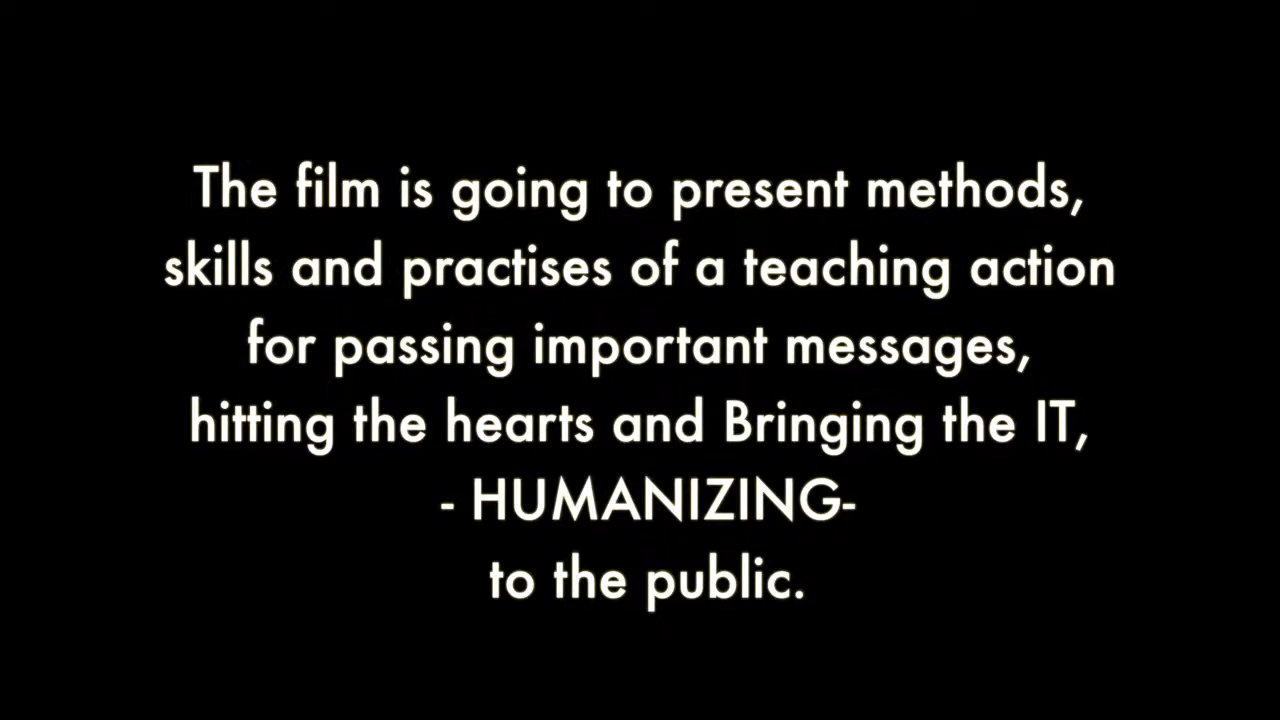 The film is going to present methods,
skills and practises of a teaching action
for passing important messages,
hitting the hearts and Bringing the IT,
- HUMANIZING-
to the public.